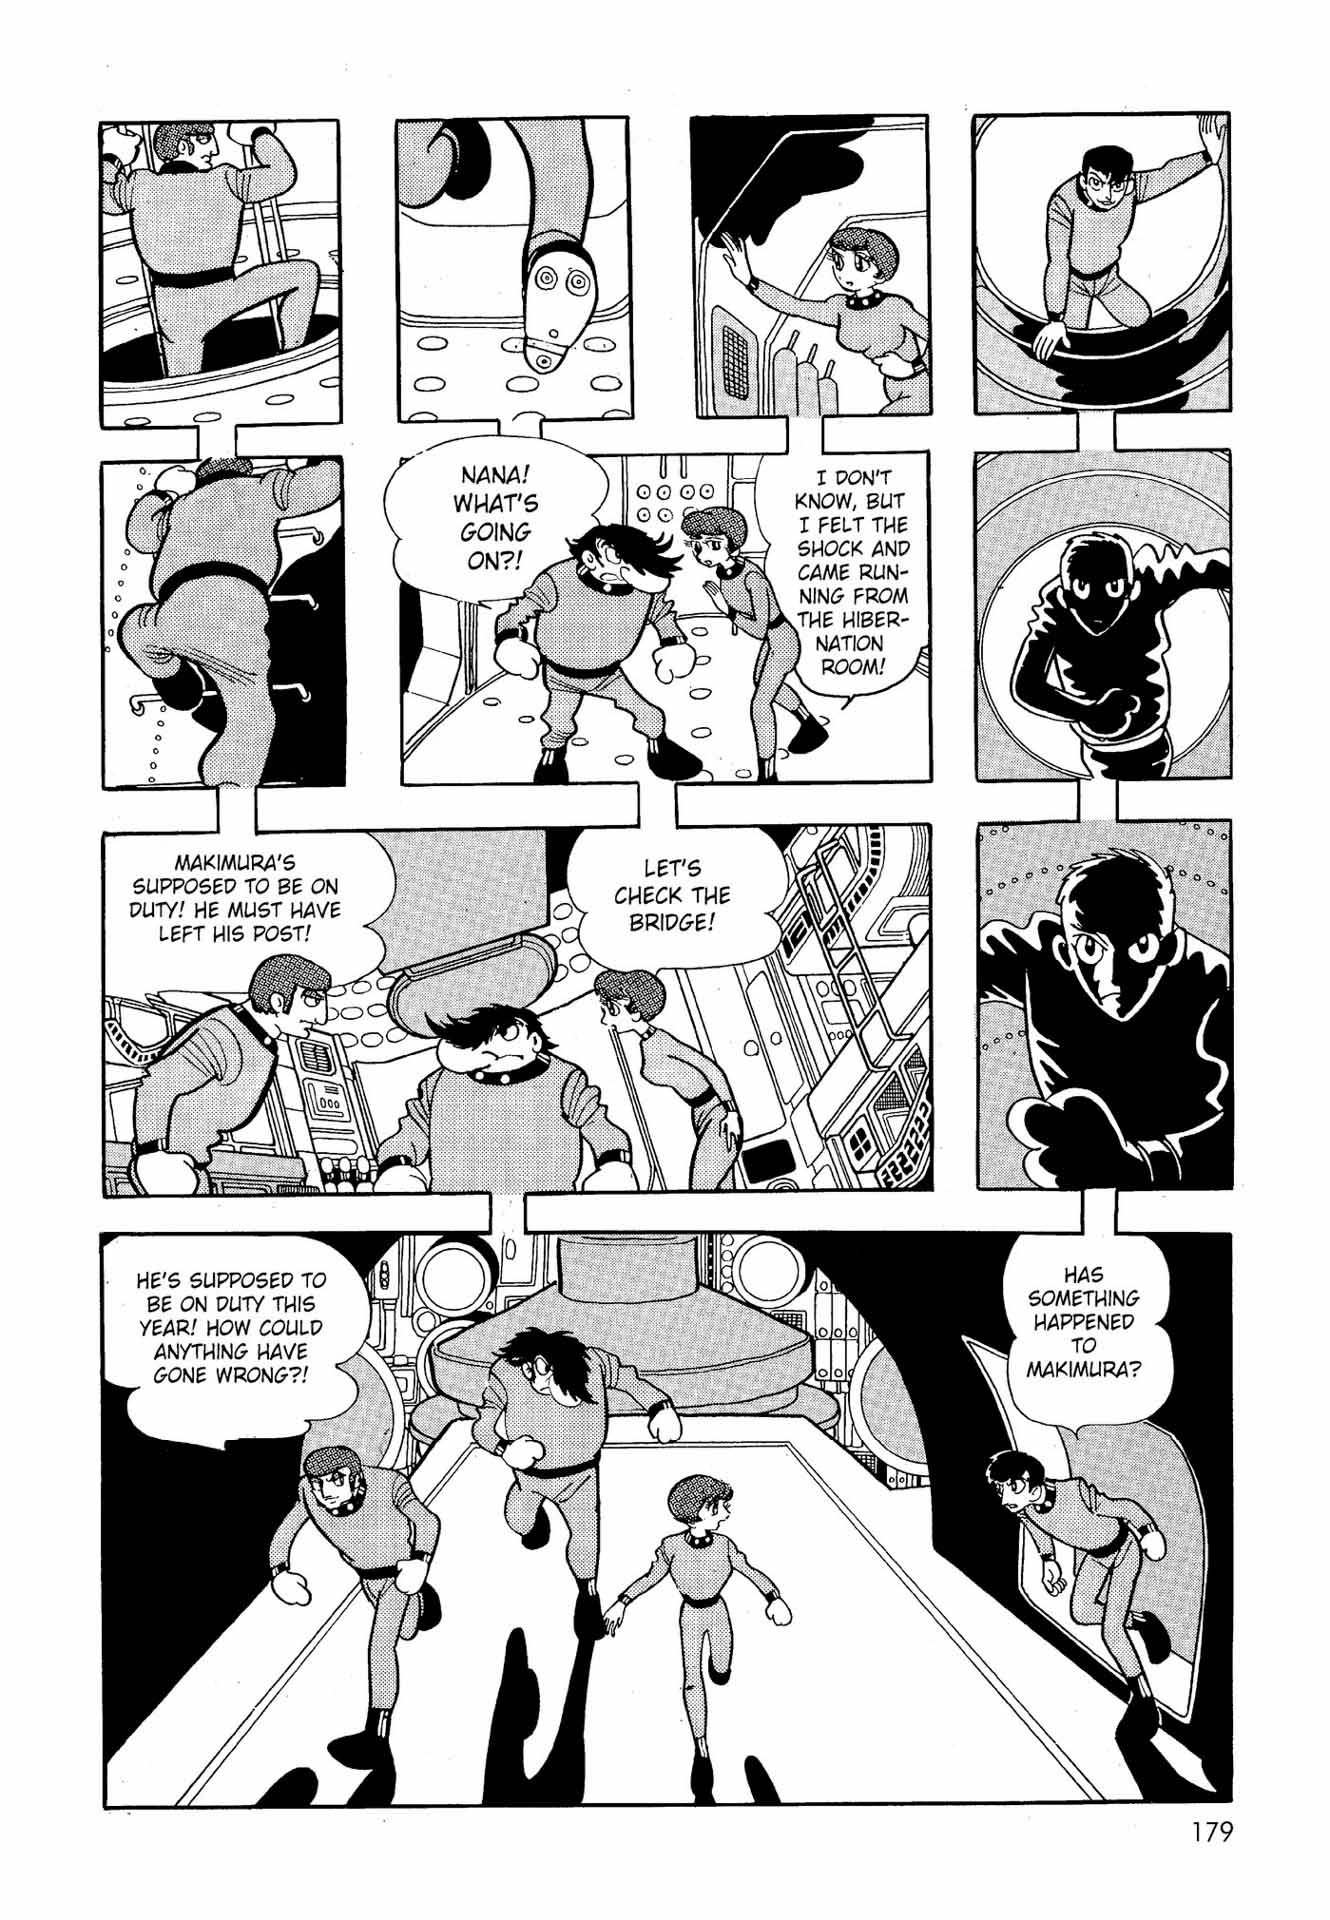 NANA!
WHAT'S
GOING
ON?!
I DON'T
KNOW, BUT
I FELT THE
SHOCK AND
CAME RUN-
NING FROM
THE HIBER-
NATION
ROOM!
MAKIMURA'S
SUPPOSED TO BE ON
DUTY! HE MUST HAVE
LEFT HIS POST!
LET'S
CHECK THE
BRIDGE!
HE'S SUPPOSED TO
BE ON DUTY THIS
YEAR! HOW COULD
ANYTHING HAVE
GONE WRONG?!
HAS
SOMETHING
HAPPENED
TO
MAKIMURA?
179